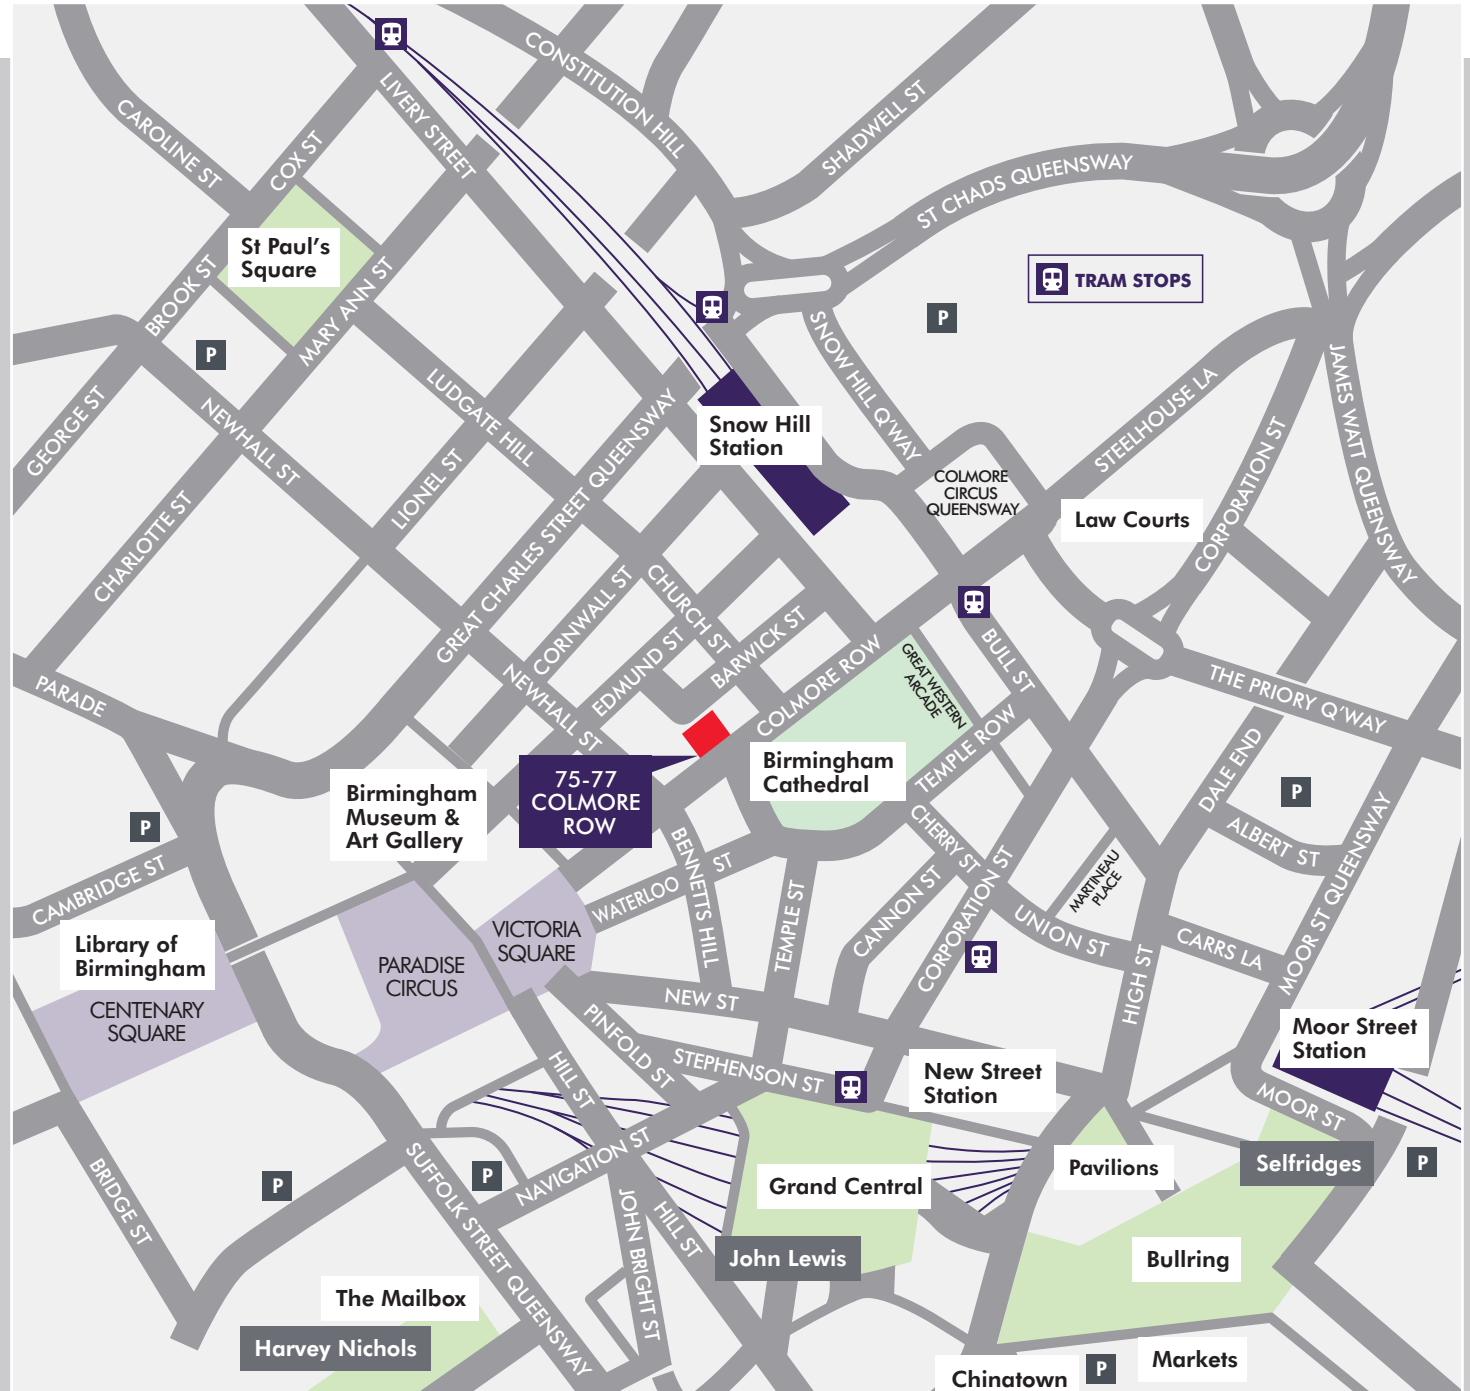 CONSTITUTION HILL
LIVERY STREET
CAROLINE ST
COX ST
SHADWELL ST
ST CHADS QUEENSWAY
St Paul's
Square
BROOK ST
MARY ANN ST
TRAM STOPS
P
P
SNOW HILL Q'WAY
JAMES WATT QUEENSWAY
GEORGE ST
NEWHALL ST
LUDGATE HILL
Snow Hill
Station
STEELHOUSE LA
CORPORATION ST
COLMORE
CIRCUS
QUEENSWAY
Law Courts
LIONEL ST
CHARLOTTE ST
GREAT CHARLES STREET QUEENSWAY
CORNWALL ST
CHURCH ST
EDMUND ST
BARWICK ST
NEWHALL ST
COLMORE ROW
GREAT WESTERN
ARCADE
BULL ST
TEMPLE ROW
THE PRIORY Q'WAY
PARADE
75-77
COLMORE
ROW
Birmingham
Cathedral
Birmingham
Museum &
Art Gallery
P
P
DALE END
ALBERT ST
MOOR ST QUEENSWAY
CAMBRIDGE ST
BENNETTS HILL
WATERLOO ST
TEMPLE ST
CHERRY ST
CANNON ST
CORPORATION ST
MARTINEAU
PLACE
UNION ST
CARRS LA
HIGH ST
Library of
Birmingham
CENTENARY
SQUARE
PARADISE
CIRCUS
VICTORIA
SQUARE
NEW ST
PINFOLD ST
STEPHENSON ST
New Street
Station
Moor Street
Station
MOOR ST
HILL ST
NAVIGATION ST
BRIDGE ST
P
P
SUFFOLK STREET QUEENSWAY
JOHN BRIGHT ST
HILL ST
Grand Central
John Lewis
Pavilions
Selfridges
P
Bullring
The Mailbox
Harvey Nichols
Chinatown
P
Markets